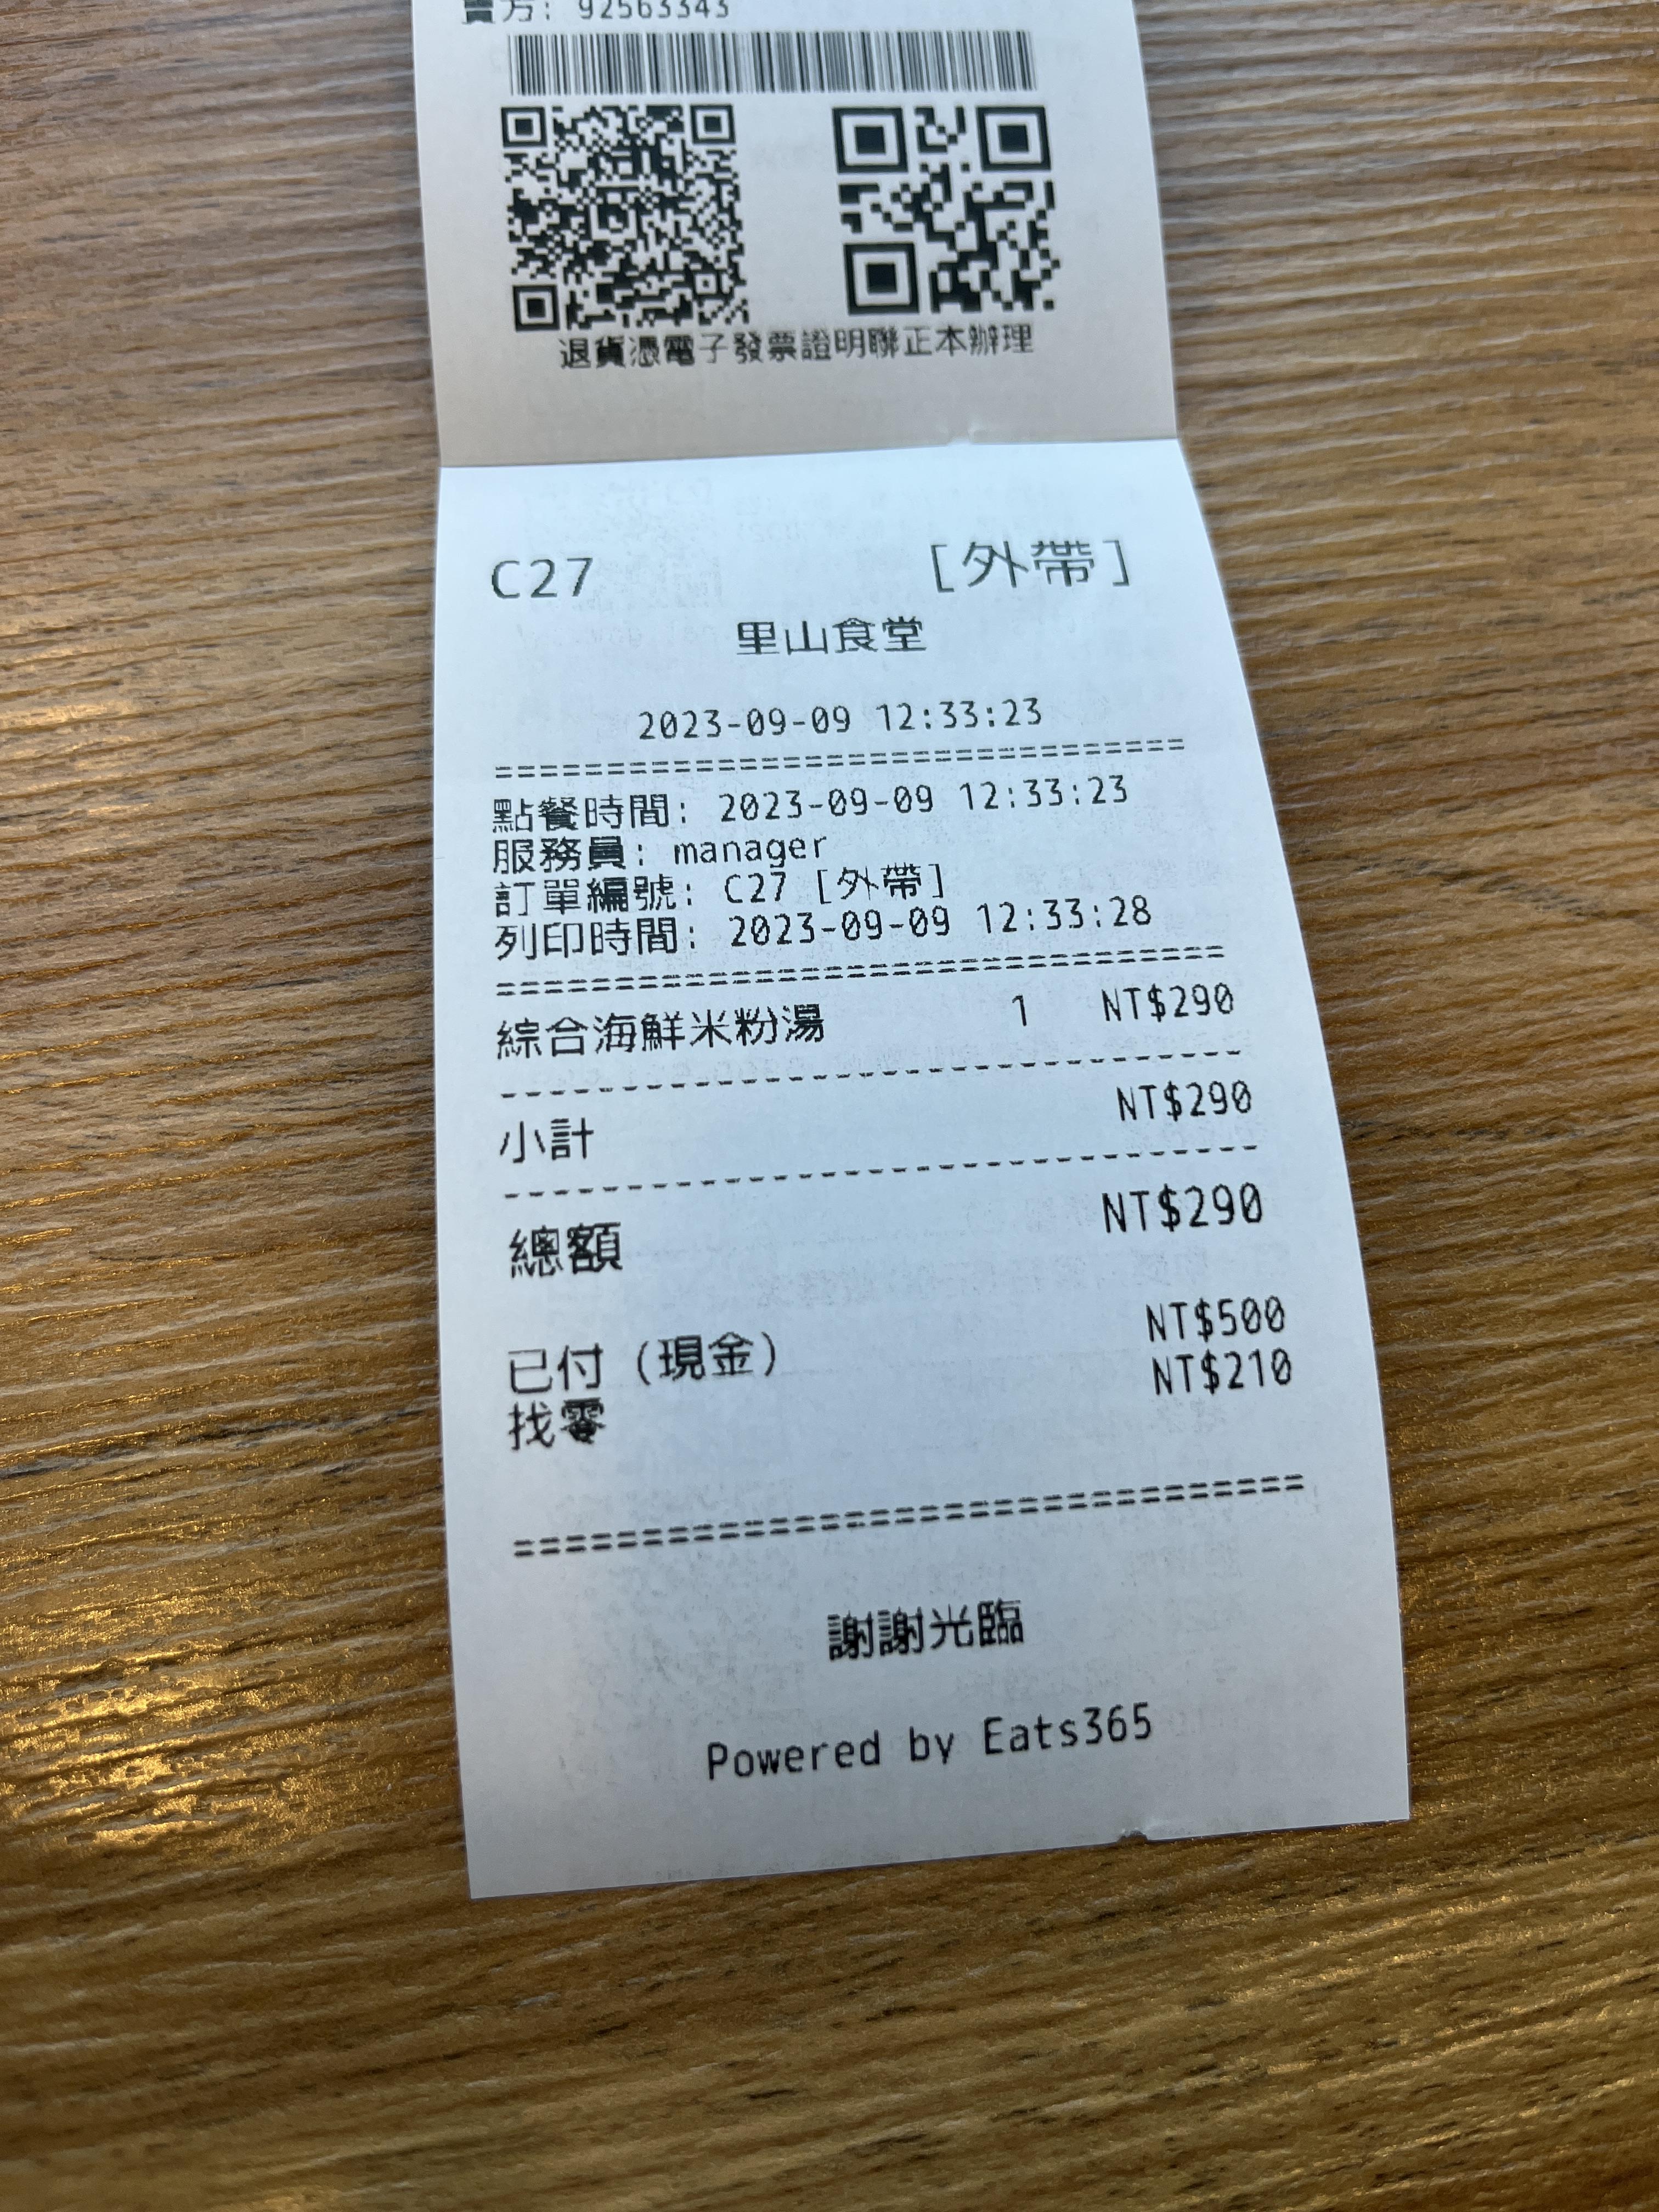 賣方: 92563343
退貨憑電子發票證明聯正本辦理
C27 [外帶]
里山食堂
2023-09-09 12:33:23
================================
點餐時間: 2023-09-09 12:33:23
服務員: manager
訂單編號: C27 [外帶]
列印時間: 2023-09-09 12:33:28
================================
綜合海鮮米粉湯 1 NT$290
--------------------------------
小計 NT$290
--------------------------------
總額 NT$290
已付 (現金) NT$500
找零 NT$210
================================
謝謝光臨
Powered by Eats365